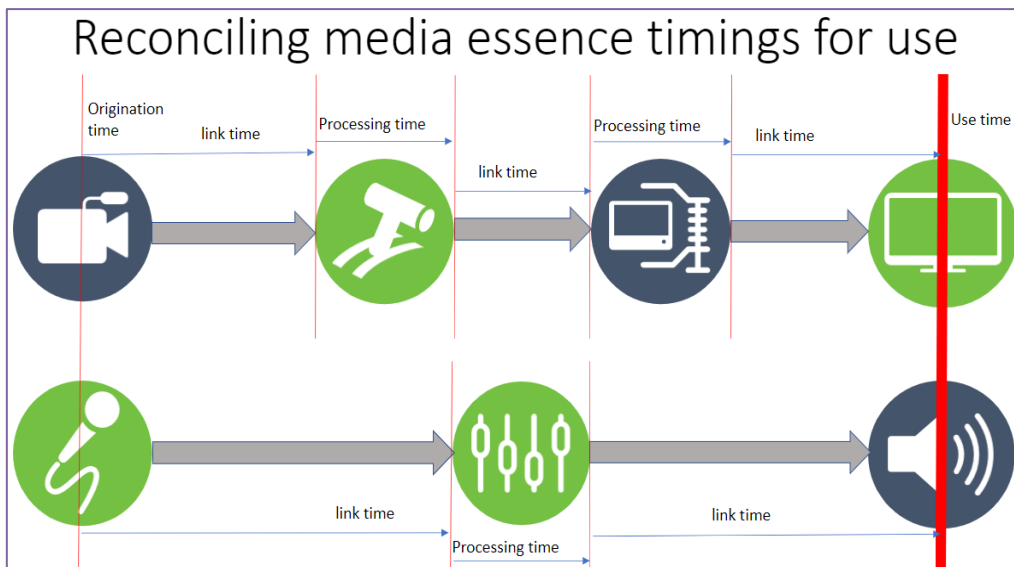 Reconciling media essence timings for use
Origination
time
link time
Processing time
link time
Processing time
link time
Use time
link time
Processing time
link time